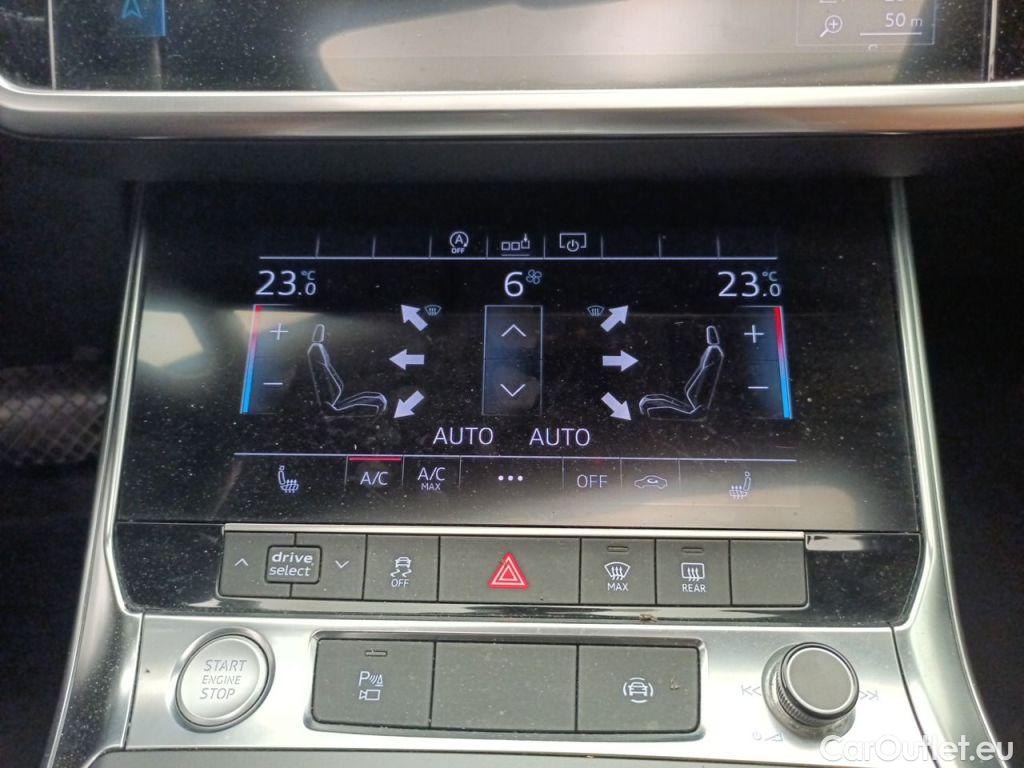 50 m
A
OFF
23.0 °C
6
23.0 °C
+
+
−
−
AUTO AUTO
A/C
A/C MAX
•••
OFF
drive select
OFF
MAX
REAR
START ENGINE STOP
P
CarOutlet.eu